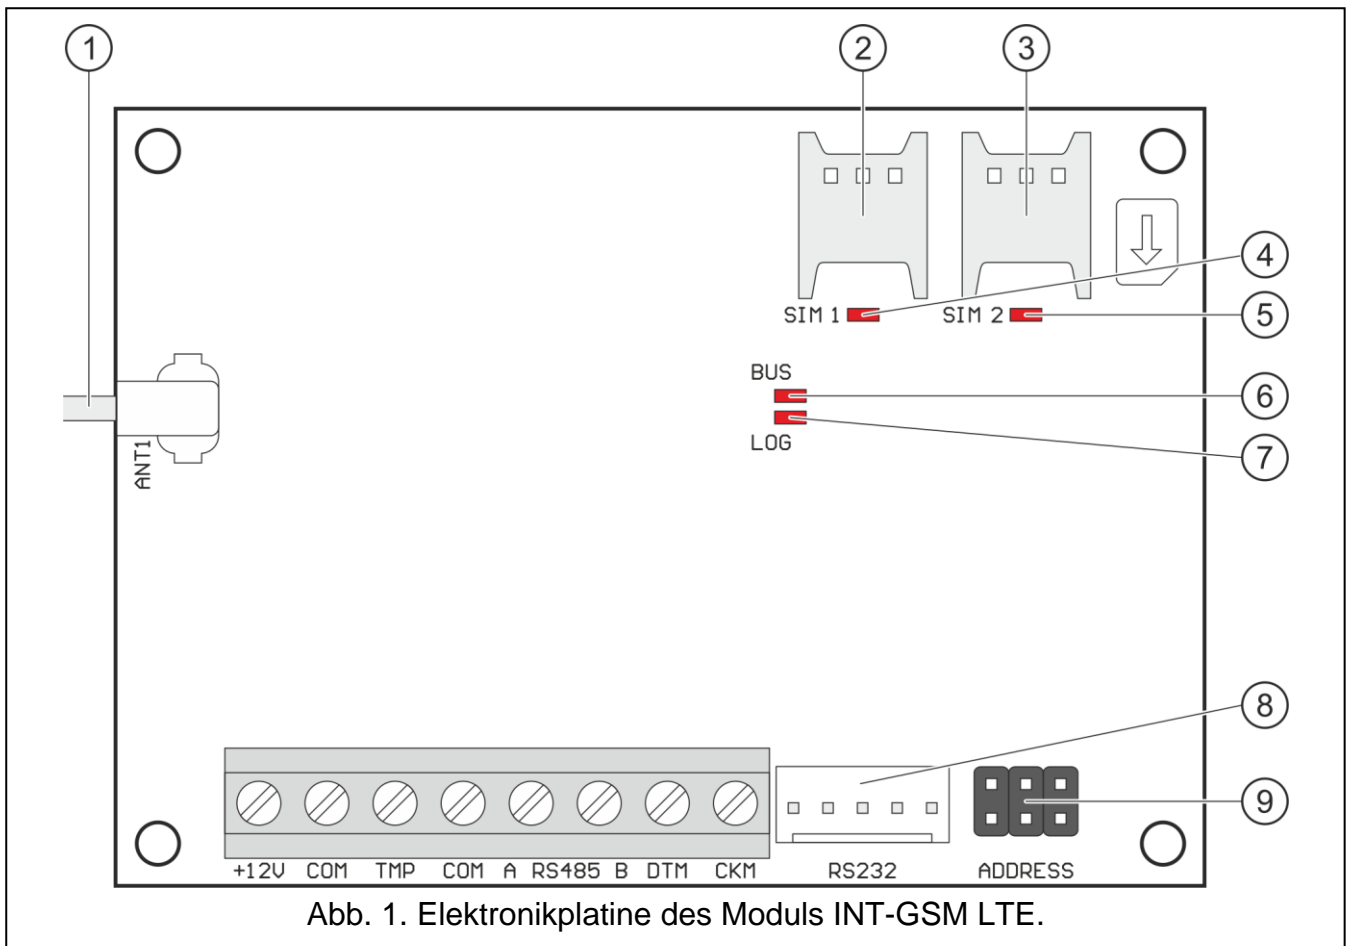 1
2
3
4
SIM 1
SIM 2
5
BUS
6
LOG
7
ANT1
8
9
+12V COM TMP COM A RS485 B DTM CKM RS232 ADDRESS
Abb. 1. Elektronikplatine des Moduls INT-GSM LTE.